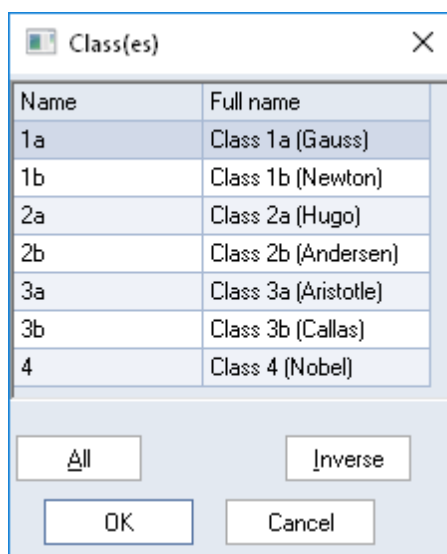 Class(es)
Name Full name
1a Class 1a (Gauss)
1b Class 1b (Newton)
2a Class 2a (Hugo)
2b Class 2b (Andersen)
3a Class 3a (Aristotle)
3b Class 3b (Callas)
4 Class 4 (Nobel)
All Inverse
OK Cancel